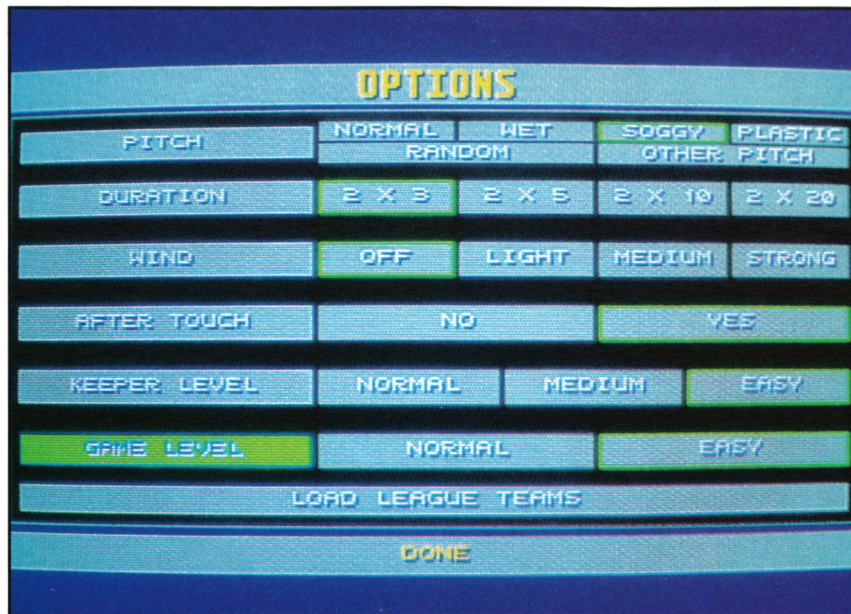 OPTIONS
PITCH NORMAL WET SOGGY PLASTIC
RANDOM OTHER PITCH
DURATION 2 X 3 2 X 5 2 X 10 2 X 20
WIND OFF LIGHT MEDIUM STRONG
AFTER TOUCH NO YES
KEEPER LEVEL NORMAL MEDIUM EASY
GAME LEVEL NORMAL EASY
LOAD LEAGUE TEAMS
DONE